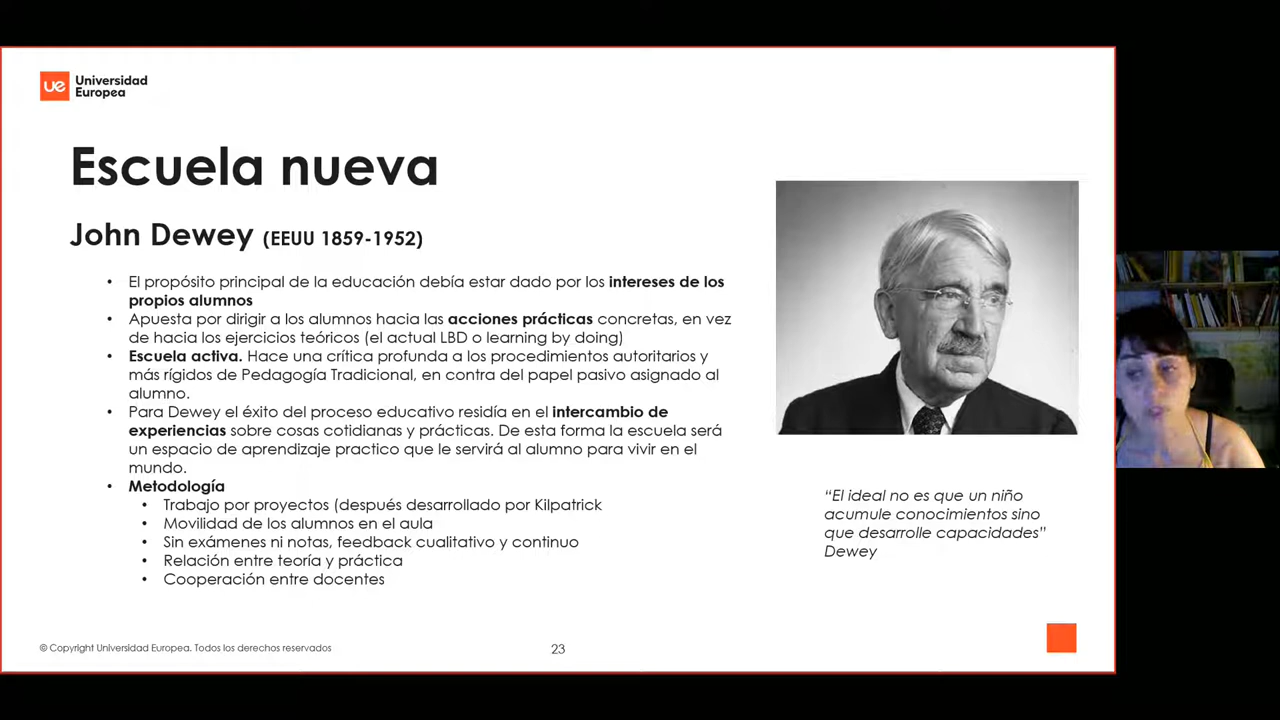 ue Universidad
Europea
Escuela nueva
John Dewey (EEUU 1859-1952)
• El propósito principal de la educación debía estar dado por los intereses de los
propios alumnos
• Apuesta por dirigir a los alumnos hacia las acciones prácticas concretas, en vez
de hacia los ejercicios teóricos (el actual LBD o learning by doing)
• Escuela activa. Hace una crítica profunda a los procedimientos autoritarios y
más rígidos de Pedagogía Tradicional, en contra del papel pasivo asignado al
alumno.
• Para Dewey el éxito del proceso educativo residía en el intercambio de
experiencias sobre cosas cotidianas y prácticas. De esta forma la escuela será
un espacio de aprendizaje practico que le servirá al alumno para vivir en el
mundo.
• Metodología
• Trabajo por proyectos (después desarrollado por Kilpatrick
• Movilidad de los alumnos en el aula
• Sin exámenes ni notas, feedback cualitativo y continuo
• Relación entre teoría y práctica
• Cooperación entre docentes
“El ideal no es que un niño
acumule conocimientos sino
que desarrolle capacidades”
Dewey
© Copyright Universidad Europea. Todos los derechos reservados
23